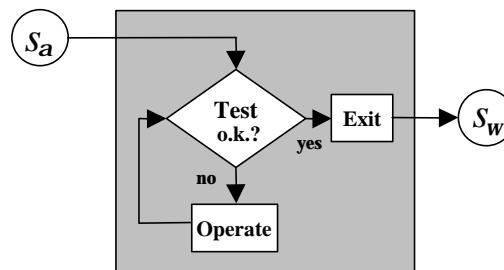 Sa
Test
o.k.?
yes
Exit
Sw
no
Operate